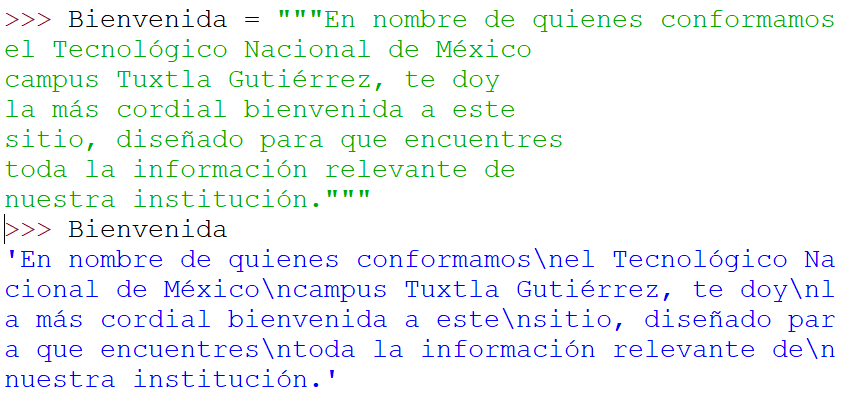 >>> Bienvenida = """En nombre de quienes conformamos
el Tecnológico Nacional de México
campus Tuxtla Gutiérrez, te doy
la más cordial bienvenida a este
sitio, diseñado para que encuentres
toda la información relevante de
nuestra institución."""
>>> Bienvenida
'En nombre de quienes conformamos\nel Tecnológico Na
cional de México\ncampus Tuxtla Gutiérrez, te doy\nl
a más cordial bienvenida a este\nsitio, diseñado par
a que encuentres\ntoda la información relevante de\n
nuestra institución.'